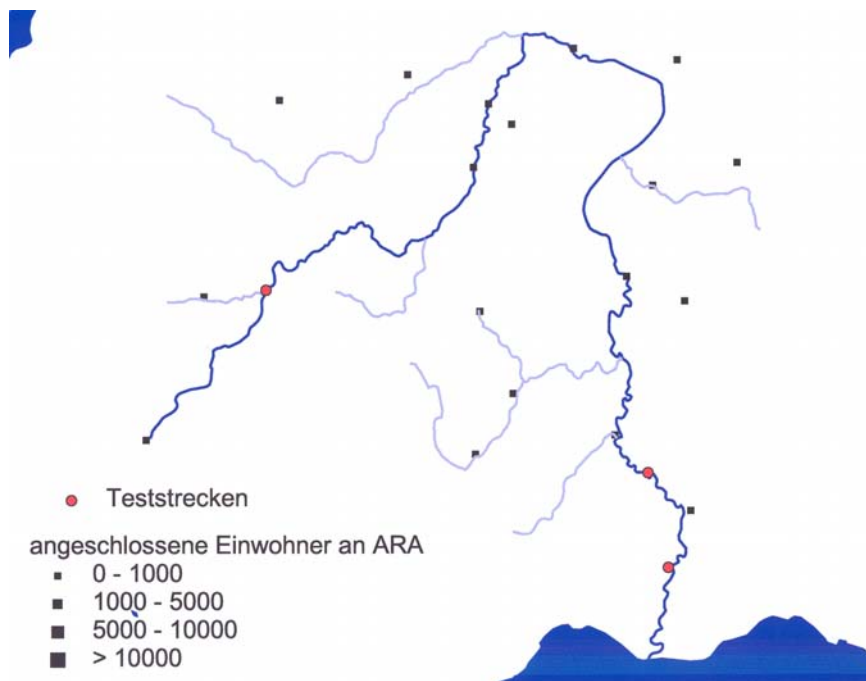 Teststrecken
angeschlossene Einwohner an ARA
0 - 1000
1000 - 5000
5000 - 10000
> 10000